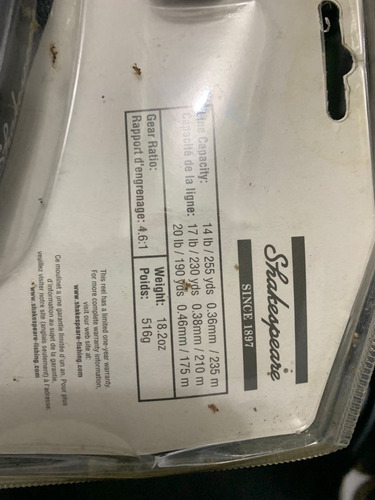 Shakespeare
SINCE 1897
Line Capacity: 14 lb / 255 yds 0.36mm / 235 m
Capacité de la ligne: 17 lb / 230 yds 0.38mm / 210 m
20 lb / 190 yds 0.46mm / 175 m
Gear Ratio:
Rapport d'engrenage: 4.6:1
Weight: 18.2oz
Poids: 516g
This reel has a limited one-year warranty.
For more complete warranty information,
visit our web site at:
www.shakespeare-fishing.com
Ce moulinet a une garantie limitée d'un an. Pour plus
d'information au sujet de la garantie,
veuillez visiter notre site (anglais seulement) à l'adresse:
www.shakespeare-fishing.com